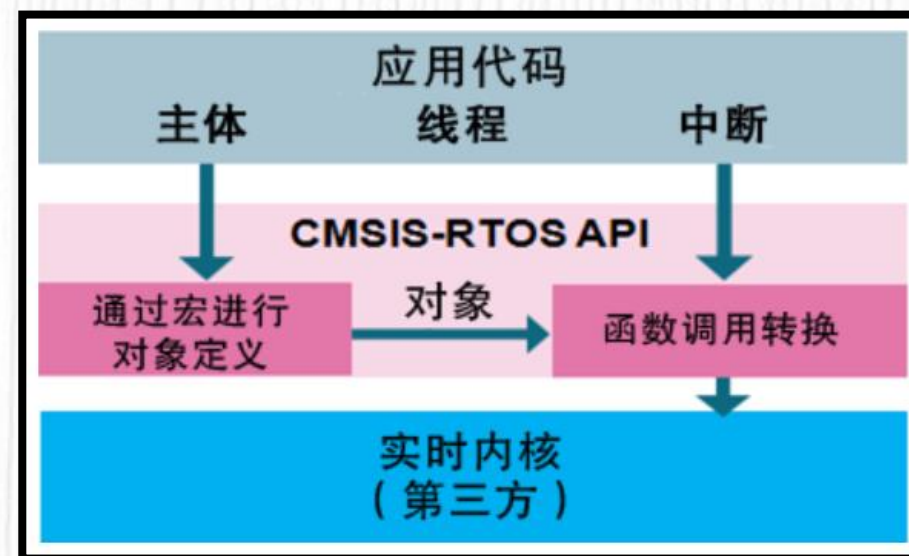 应用代码
主体 线程 中断
CMSIS-RTOS API
对象
通过宏进行
对象定义
函数调用转换
实时内核
（第三方）